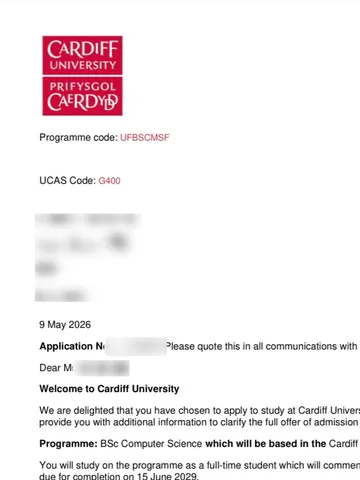 CARDIFF
UNIVERSITY
PRIFYSGOL
CAERDYDD
Programme code: UFBSCMSF
UCAS Code: G400
9 May 2026
Application N Please quote this in all communications with
Dear M
Welcome to Cardiff University
We are delighted that you have chosen to apply to study at Cardiff Univers
provide you with additional information to clarify the full offer of admission
Programme: BSc Computer Science which will be based in the Cardiff
You will study on the programme as a full-time student which will commen
due for completion on 15 June 2029.